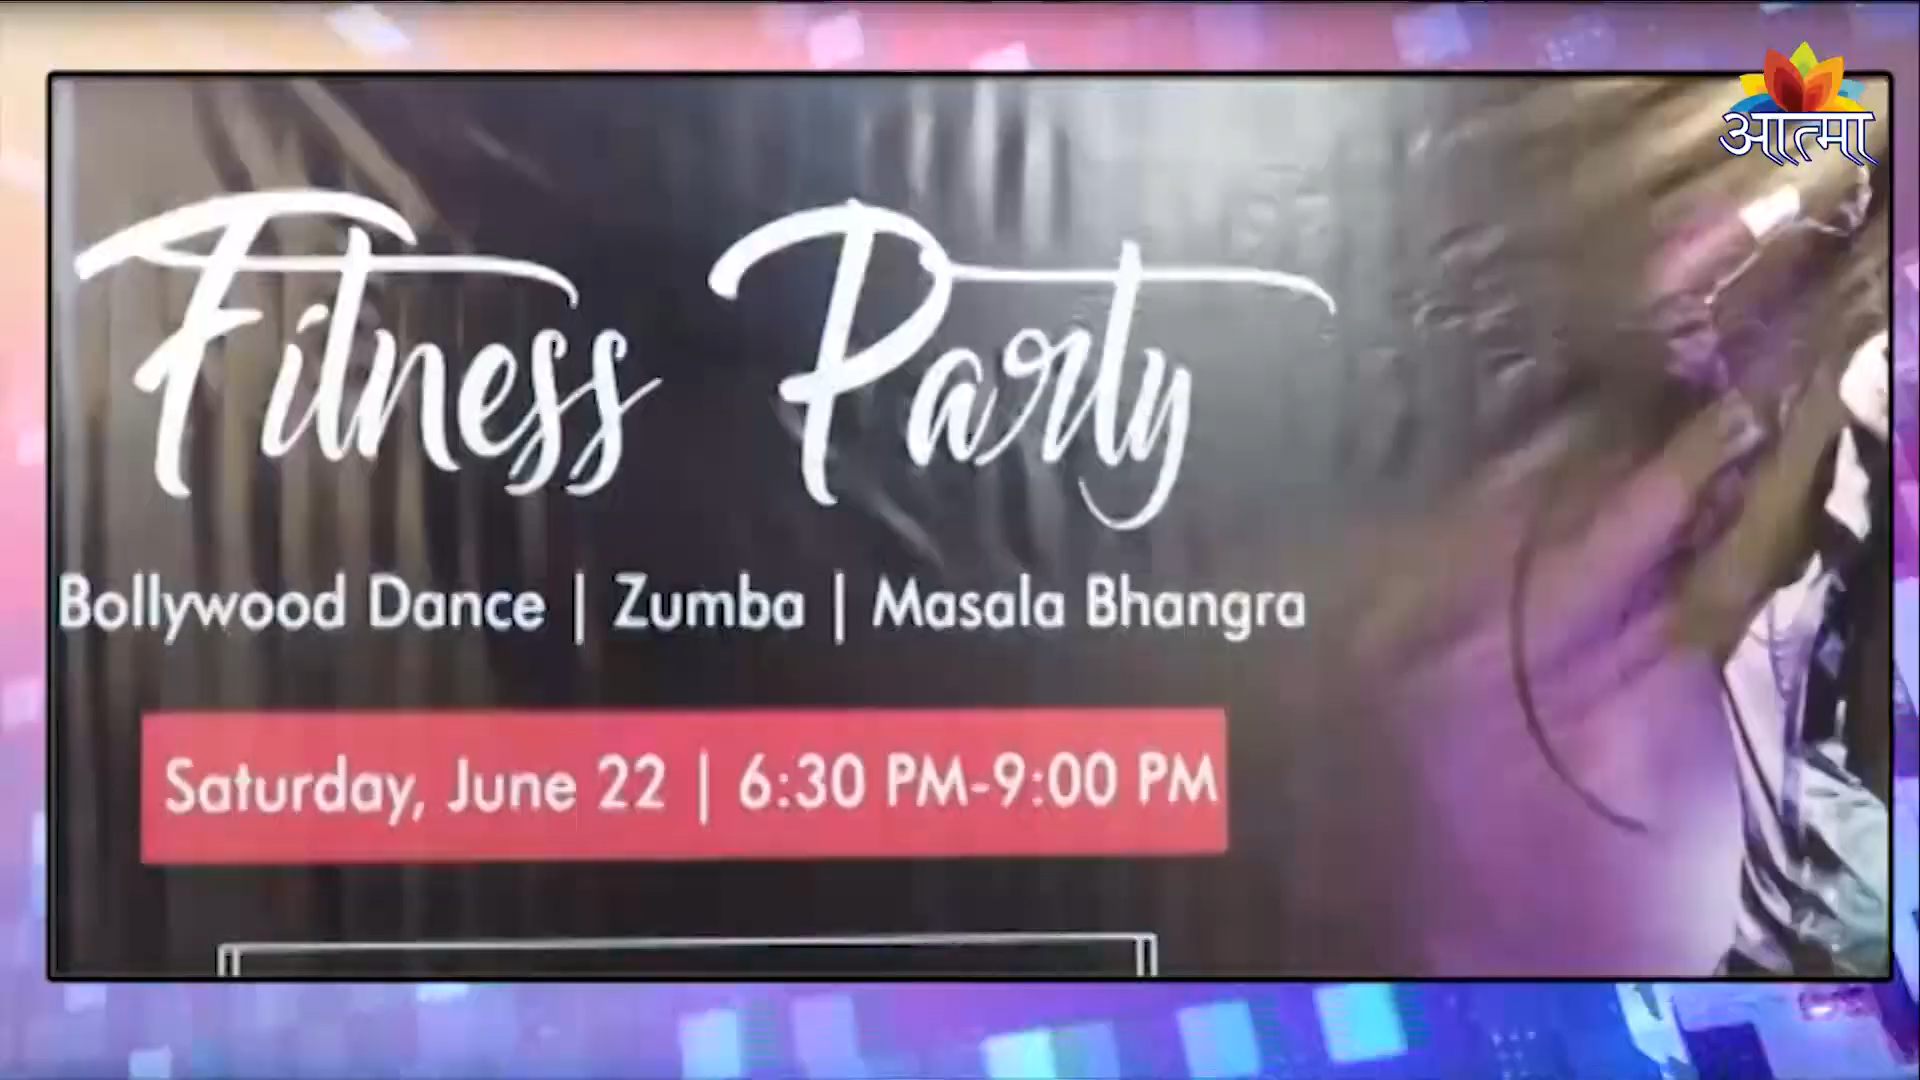 आत्मा
Fitness Party
Bollywood Dance | Zumba | Masala Bhangra
Saturday, June 22 | 6:30 PM-9:00 PM